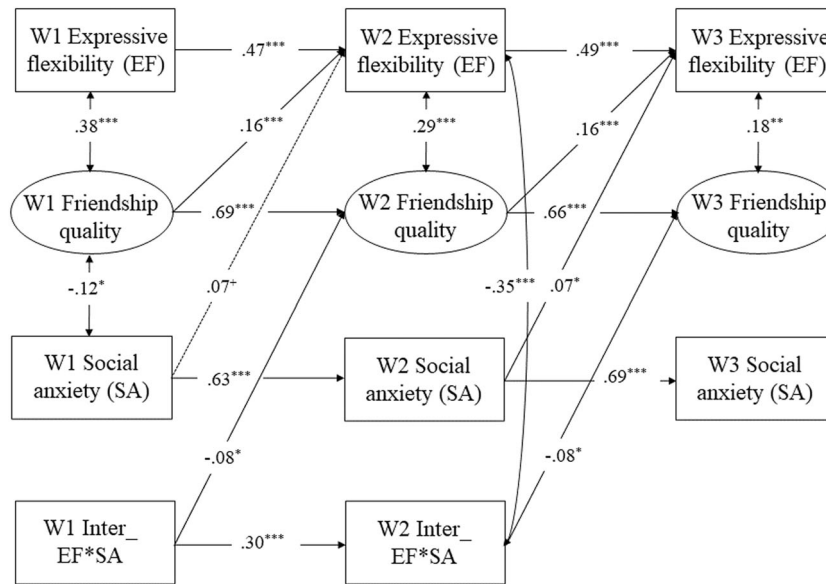 W1 Expressive
flexibility (EF)
.47***
W2 Expressive
flexibility (EF)
.49***
W3 Expressive
flexibility (EF)
.38***
.16***
.29***
.16***
.18**
W1 Friendship
quality
.69***
W2 Friendship
quality
.66***
W3 Friendship
quality
-.12*
.07+
-.35***
.07*
W1 Social
anxiety (SA)
.63***
W2 Social
anxiety (SA)
.69***
W3 Social
anxiety (SA)
-.08*
-.08*
W1 Inter_
EF*SA
.30***
W2 Inter_
EF*SA